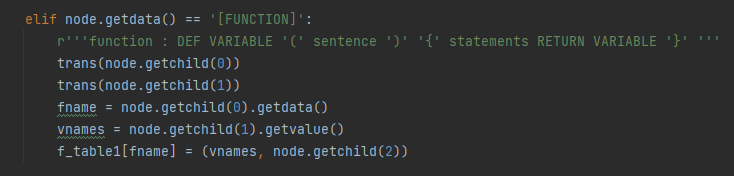 elif node.getdata() == '[FUNCTION]':
r'''function : DEF VARIABLE '(' sentence ')' '{' statements RETURN VARIABLE '}' '''
trans(node.getchild(0))
trans(node.getchild(1))
fname = node.getchild(0).getdata()
vnames = node.getchild(1).getvalue()
f_table1[fname] = (vnames, node.getchild(2))